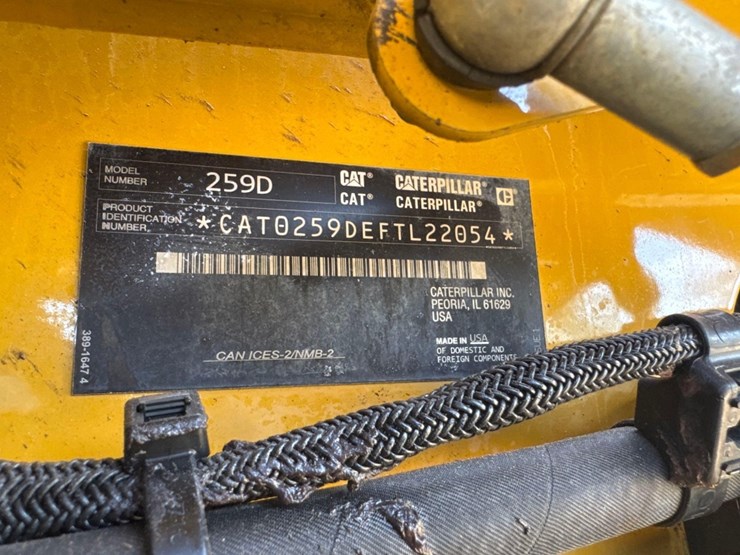 MODEL
NUMBER
259D
CAT® CATERPILLAR®
CAT® CATERPILLAR®
PRODUCT
IDENTIFICATION
NUMBER.
*CAT0259DEFTL22054*
CATERPILLAR INC.
PEORIA, IL 61629
USA
MADE IN USA
OF DOMESTIC AND
FOREIGN COMPONENTS
CAN ICES-2/NMB-2
389-1647 4